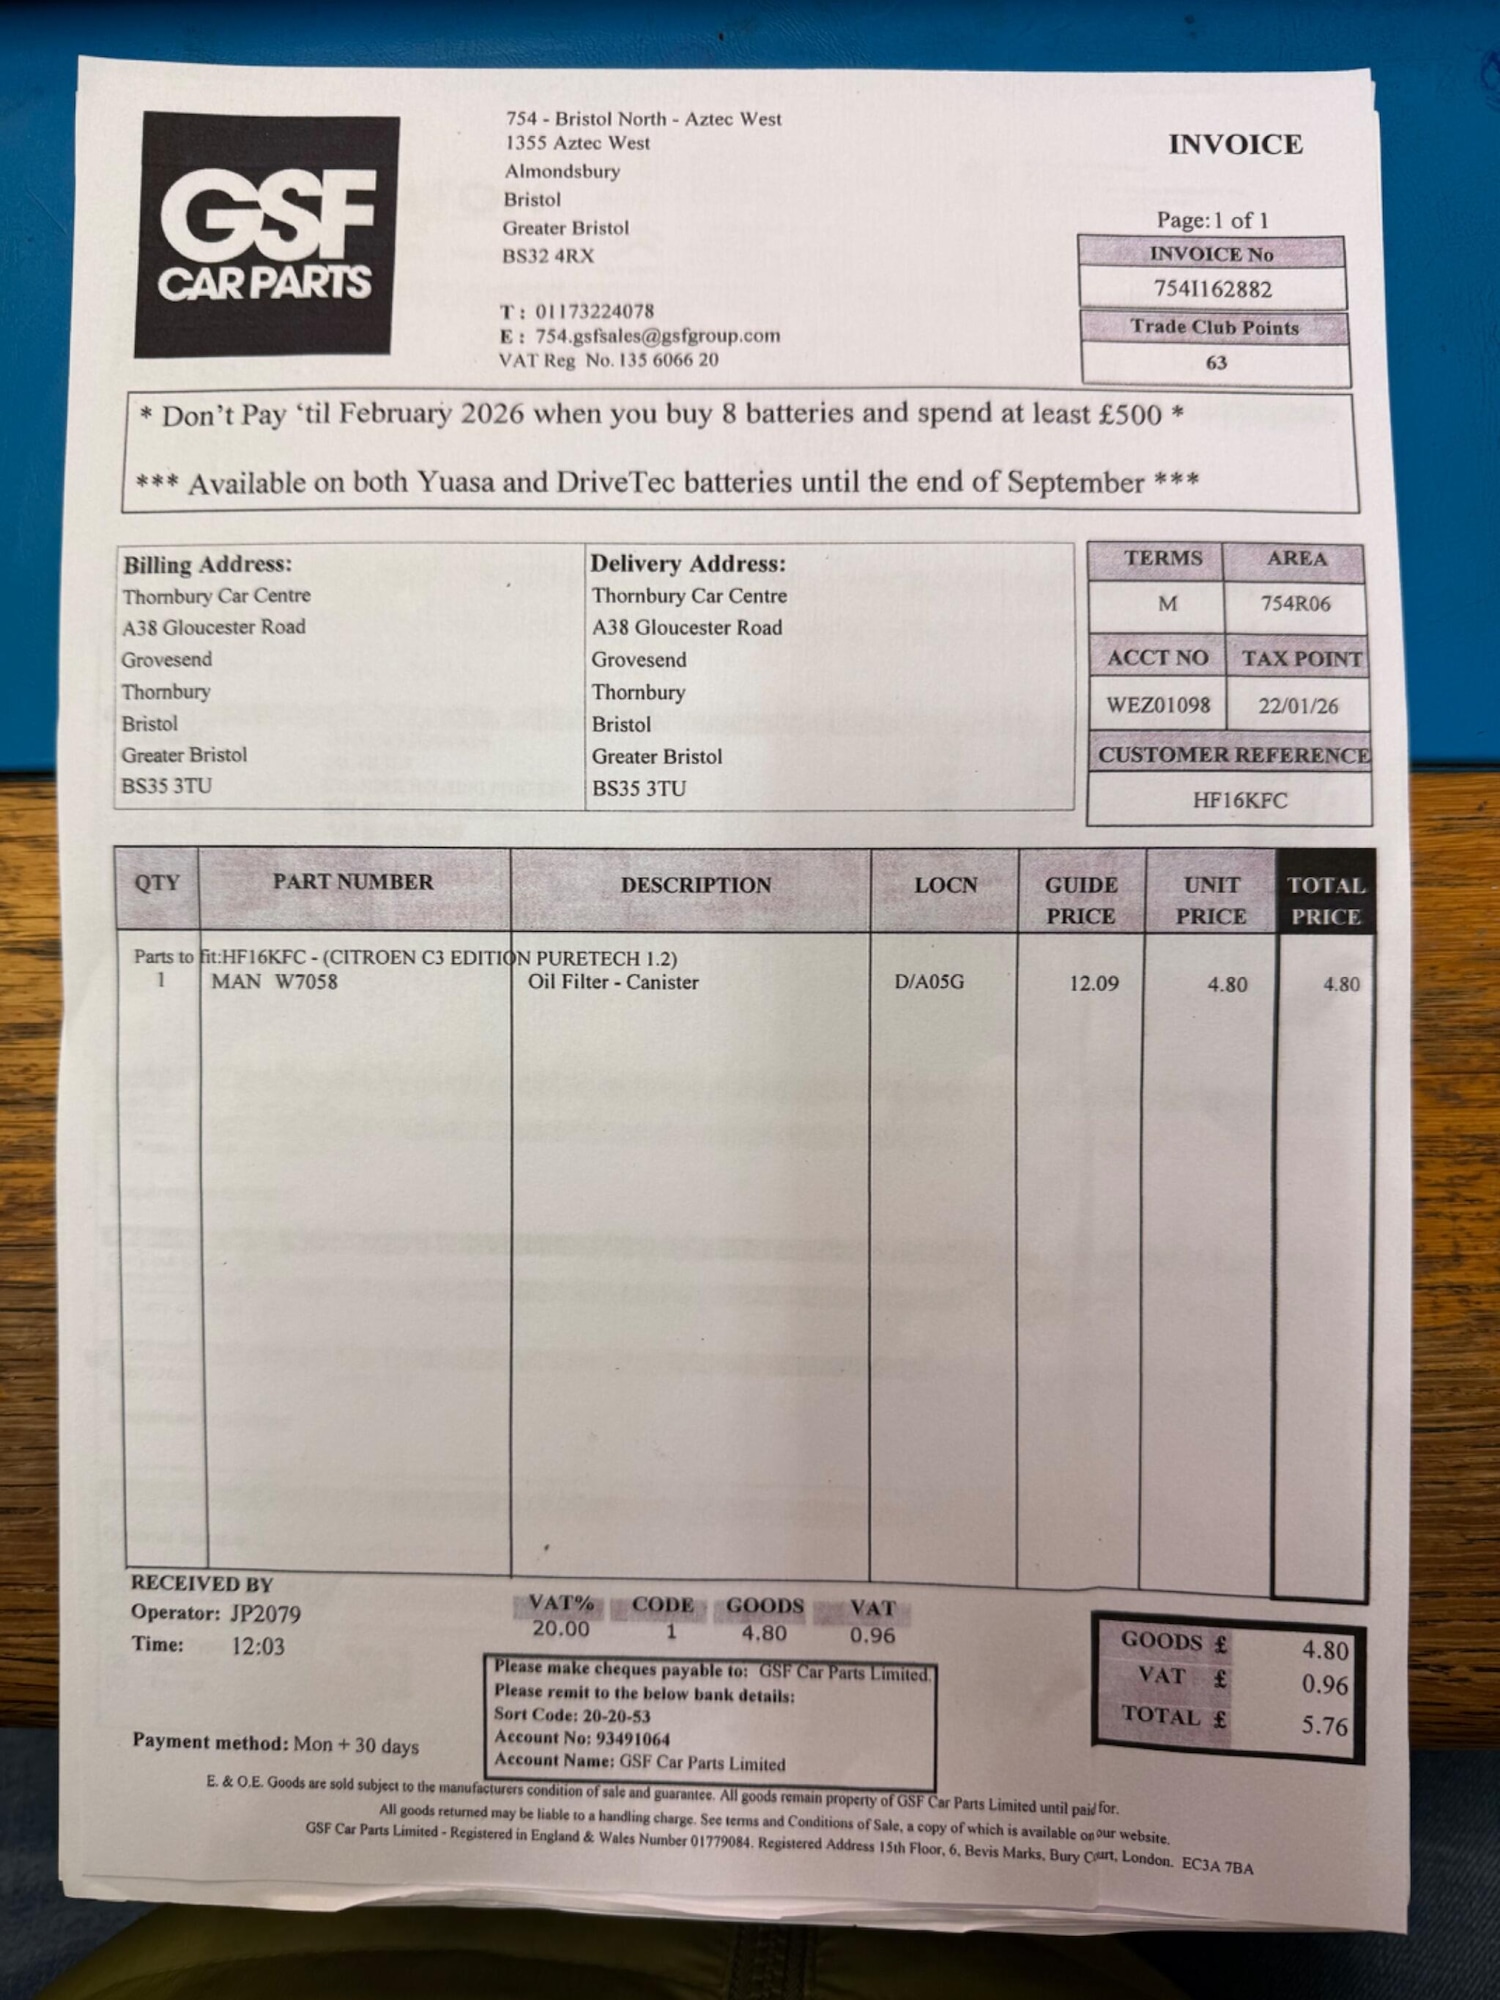 GSF
CAR PARTS
754 - Bristol North - Aztec West
1355 Aztec West
Almondsbury
Bristol
Greater Bristol
BS32 4RX
T : 01173224078
E : 754.gsfsales@gsfgroup.com
VAT Reg No. 135 6066 20
INVOICE
Page: 1 of 1
INVOICE No
754I162882
Trade Club Points
63
* Don't Pay ‘til February 2026 when you buy 8 batteries and spend at least £500 *
*** Available on both Yuasa and DriveTec batteries until the end of September ***
Billing Address:
Thornbury Car Centre
A38 Gloucester Road
Grovesend
Thornbury
Bristol
Greater Bristol
BS35 3TU
Delivery Address:
Thornbury Car Centre
A38 Gloucester Road
Grovesend
Thornbury
Bristol
Greater Bristol
BS35 3TU
TERMS AREA
M 754R06
ACCT NO TAX POINT
WEZ01098 22/01/26
CUSTOMER REFERENCE
HF16KFC
QTY PART NUMBER DESCRIPTION LOCN GUIDE PRICE UNIT PRICE TOTAL PRICE
Parts to fit:HF16KFC - (CITROEN C3 EDITION PURETECH 1.2)
1 MAN W7058 Oil Filter - Canister D/A05G 12.09 4.80 4.80
RECEIVED BY
Operator: JP2079
Time: 12:03
VAT% CODE GOODS VAT
20.00 1 4.80 0.96
Please make cheques payable to: GSF Car Parts Limited.
Please remit to the below bank details:
Sort Code: 20-20-53
Account No: 93491064
Account Name: GSF Car Parts Limited
GOODS £ 4.80
VAT £ 0.96
TOTAL £ 5.76
Payment method: Mon + 30 days
E. & O.E. Goods are sold subject to the manufacturers condition of sale and guarantee. All goods remain property of GSF Car Parts Limited until paid for.
All goods returned may be liable to a handling charge. See terms and Conditions of Sale, a copy of which is available on our website.
GSF Car Parts Limited - Registered in England & Wales Number 01779084. Registered Address 15th Floor, 6, Bevis Marks, Bury Court, London. EC3A 7BA